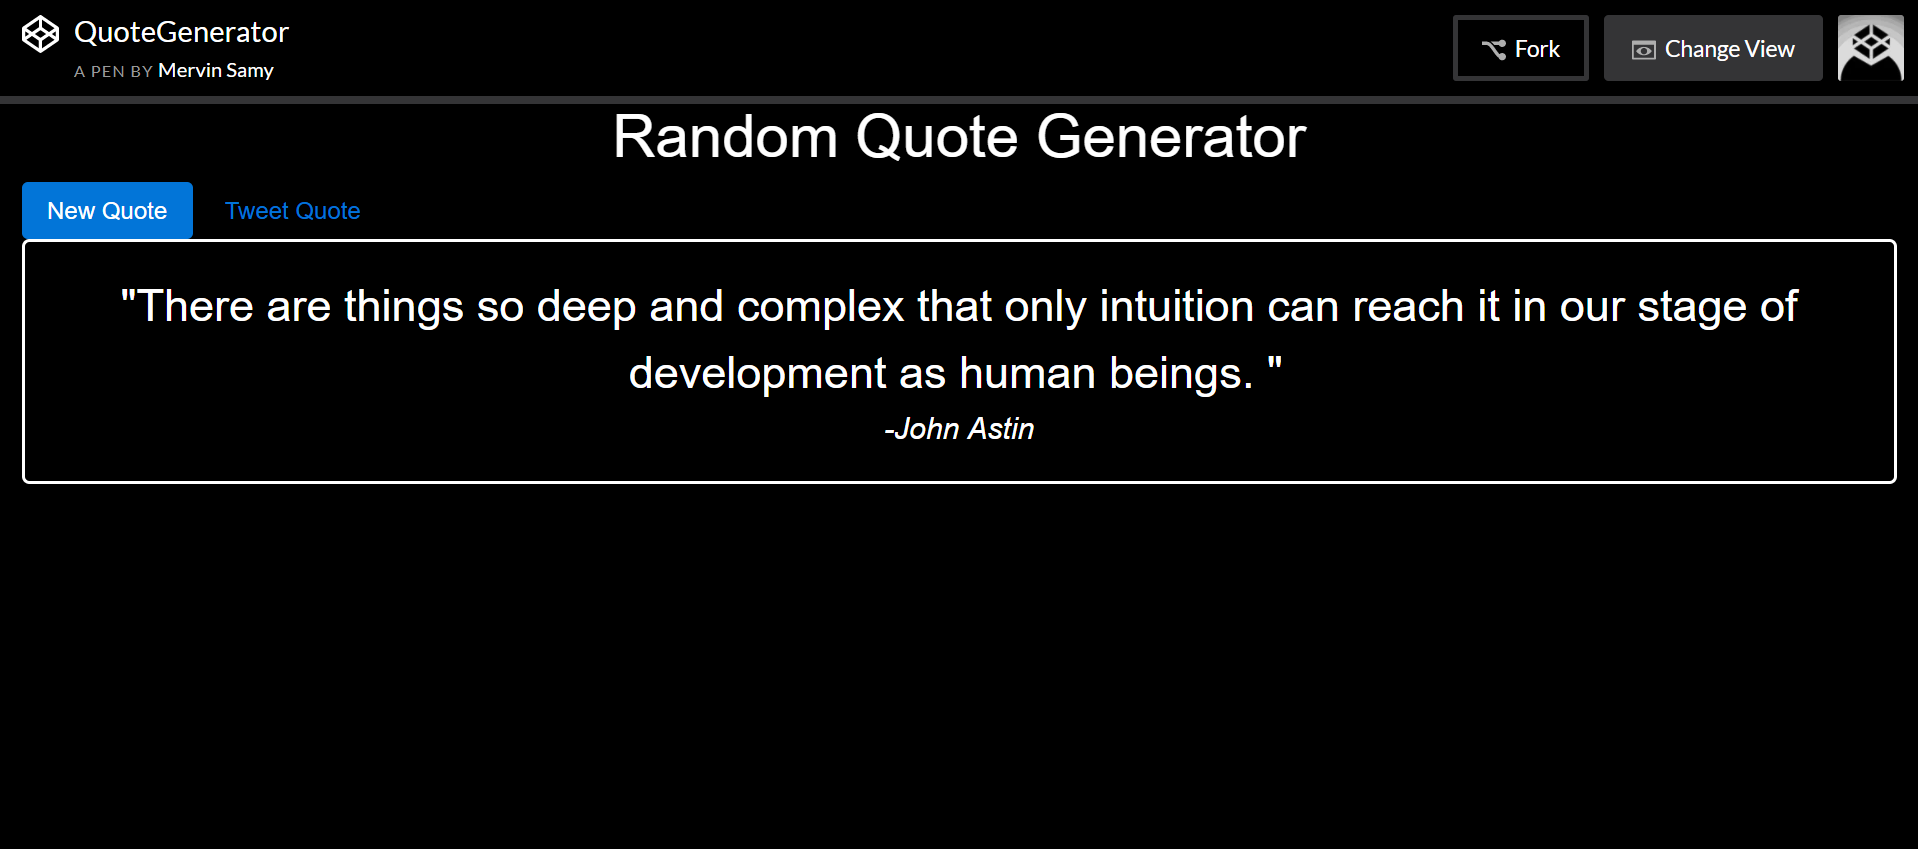 QuoteGenerator
A PEN BY Mervin Samy
Fork
Change View
Random Quote Generator
New Quote
Tweet Quote
"There are things so deep and complex that only intuition can reach it in our stage of
development as human beings. "
-John Astin